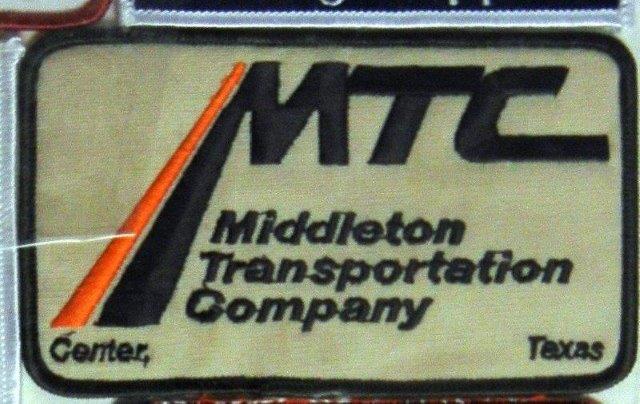 MTC
Middleton
Transportation
Company
Center, Texas